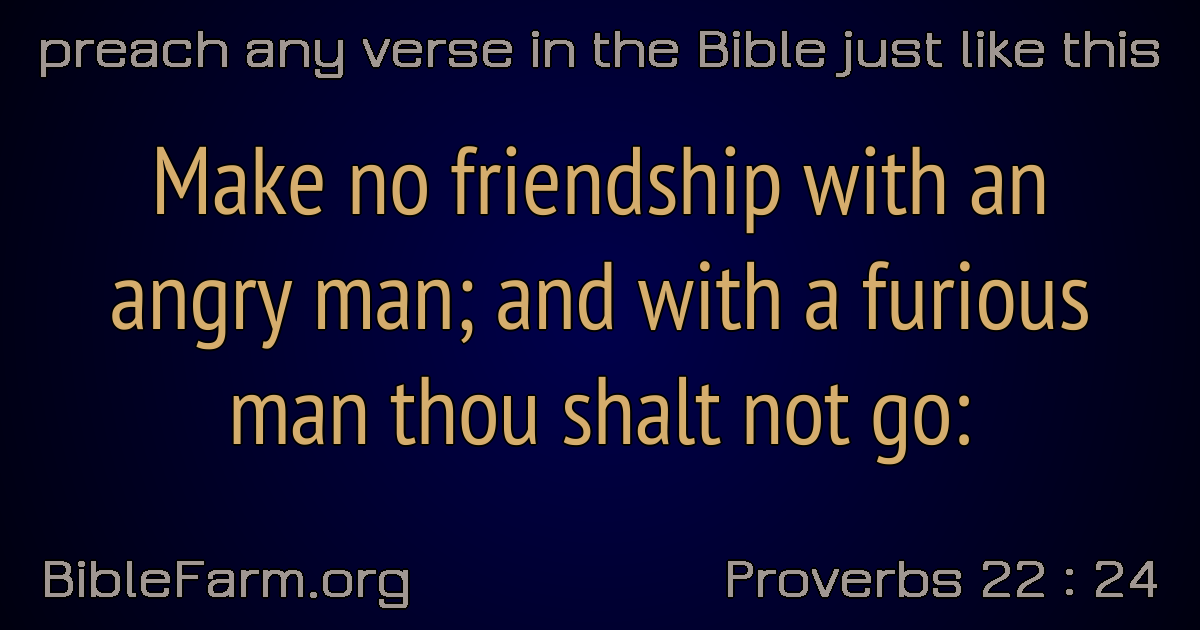 preach any verse in the Bible just like this
Make no friendship with an
angry man; and with a furious
man thou shalt not go:
BibleFarm.org
Proverbs 22 : 24